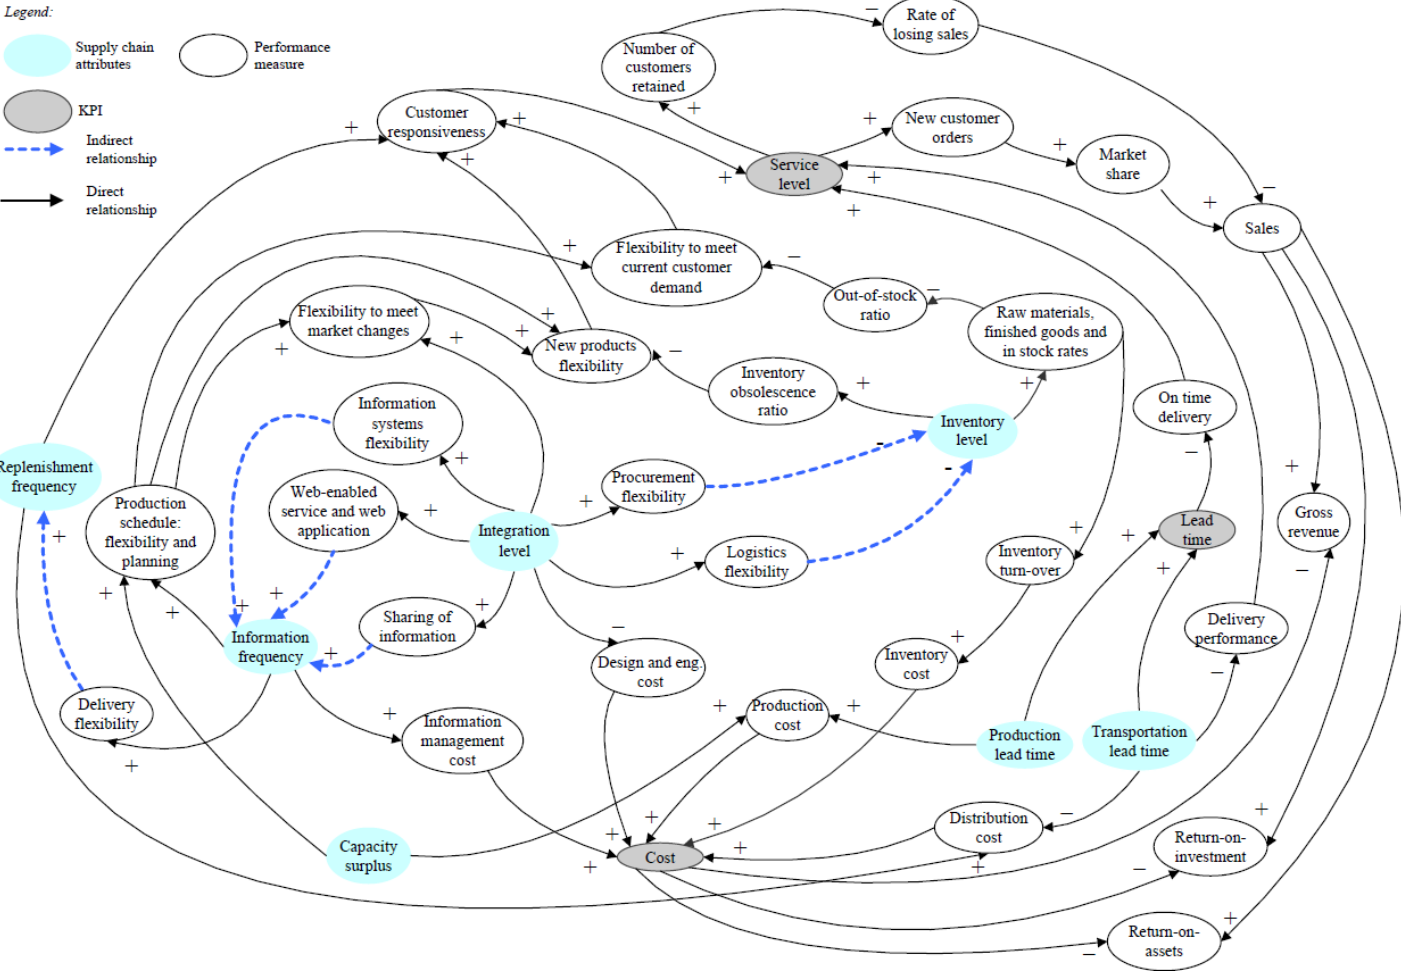 Legend:
Supply chain
attributes
Performance
measure
KPI
Indirect
relationship
Direct
relationship
Rate of
losing sales
Number of
customers
retained
Customer
responsiveness
New customer
orders
Market
share
Service
level
Sales
Flexibility to meet
current customer
demand
Out-of-stock
ratio
Raw materials,
finished goods and
in stock rates
Flexibility to meet
market changes
New products
flexibility
Inventory
obsolescence
ratio
On time
delivery
Information
systems
flexibility
Inventory
level
Replenishment
frequency
Procurement
flexibility
Web-enabled
service and web
application
Production
schedule:
flexibility and
planning
Integration
level
Gross
revenue
Lead
time
Logistics
flexibility
Inventory
turn-over
Sharing of
information
Information
frequency
Delivery
performance
Design and eng.
cost
Inventory
cost
Delivery
flexibility
Information
management
cost
Production
cost
Production
lead time
Transportation
lead time
Distribution
cost
Return-on-
investment
Capacity
surplus
Cost
Return-on-
assets